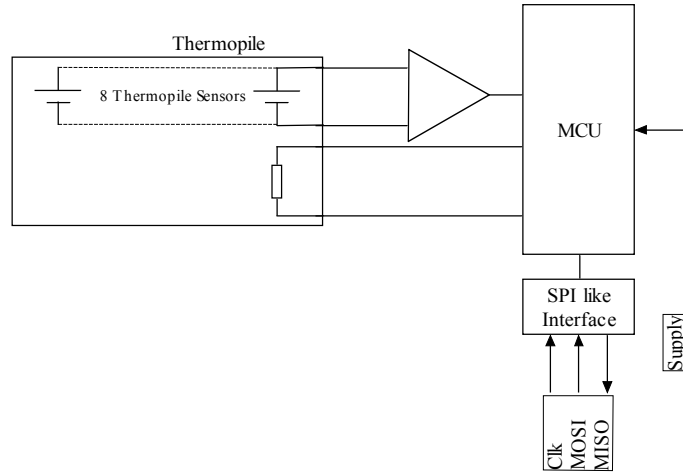 Thermopile
8 Thermopile Sensors
MCU
SPI like
Interface
Supply
Clk
MOSI
MISO